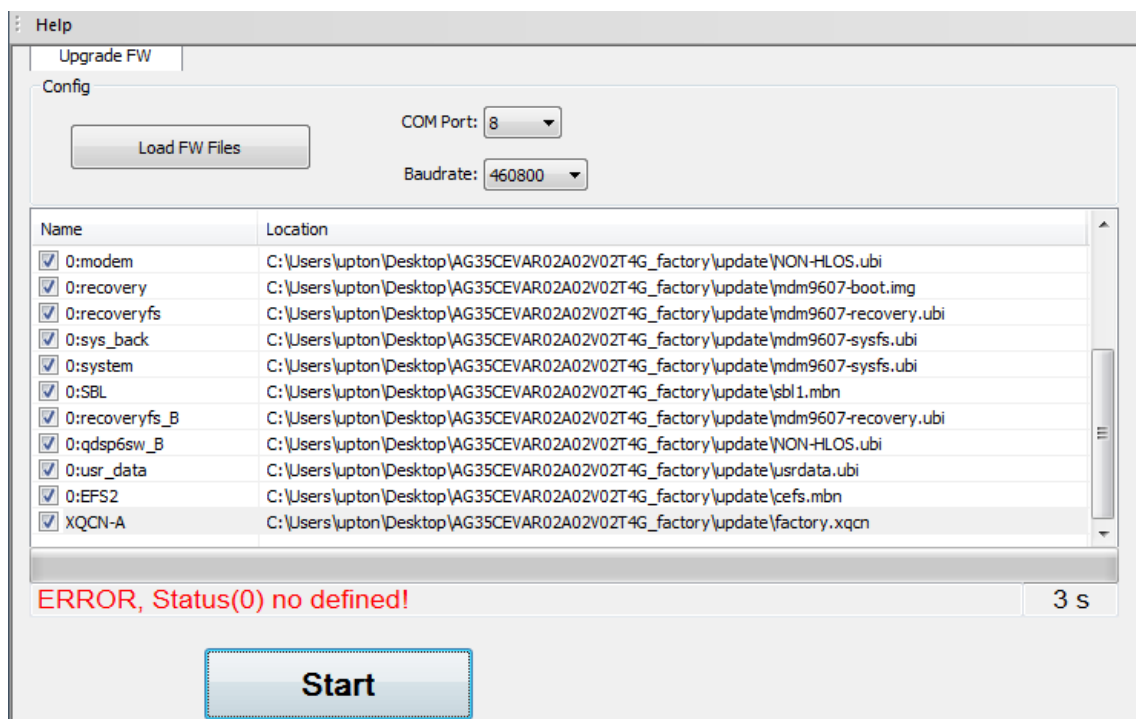 Help
Upgrade FW
Config
Load FW Files
COM Port: 8
Baudrate: 460800
Name Location
0:modem C:\Users\upton\Desktop\AG35CEVAR02A02V02T4G_factory\update\NON-HLOS.ubi
0:recovery C:\Users\upton\Desktop\AG35CEVAR02A02V02T4G_factory\update\mdm9607-boot.img
0:recoveryfs C:\Users\upton\Desktop\AG35CEVAR02A02V02T4G_factory\update\mdm9607-recovery.ubi
0:sys_back C:\Users\upton\Desktop\AG35CEVAR02A02V02T4G_factory\update\mdm9607-sysfs.ubi
0:system C:\Users\upton\Desktop\AG35CEVAR02A02V02T4G_factory\update\mdm9607-sysfs.ubi
0:SBL C:\Users\upton\Desktop\AG35CEVAR02A02V02T4G_factory\update\sbl1.mbn
0:recoveryfs_B C:\Users\upton\Desktop\AG35CEVAR02A02V02T4G_factory\update\mdm9607-recovery.ubi
0:qdsp6sw_B C:\Users\upton\Desktop\AG35CEVAR02A02V02T4G_factory\update\NON-HLOS.ubi
0:usr_data C:\Users\upton\Desktop\AG35CEVAR02A02V02T4G_factory\update\usrdata.ubi
0:EFS2 C:\Users\upton\Desktop\AG35CEVAR02A02V02T4G_factory\update\cefs.mbn
XQCN-A C:\Users\upton\Desktop\AG35CEVAR02A02V02T4G_factory\update\factory.xqcn
ERROR, Status(0) no defined! 3 s
Start